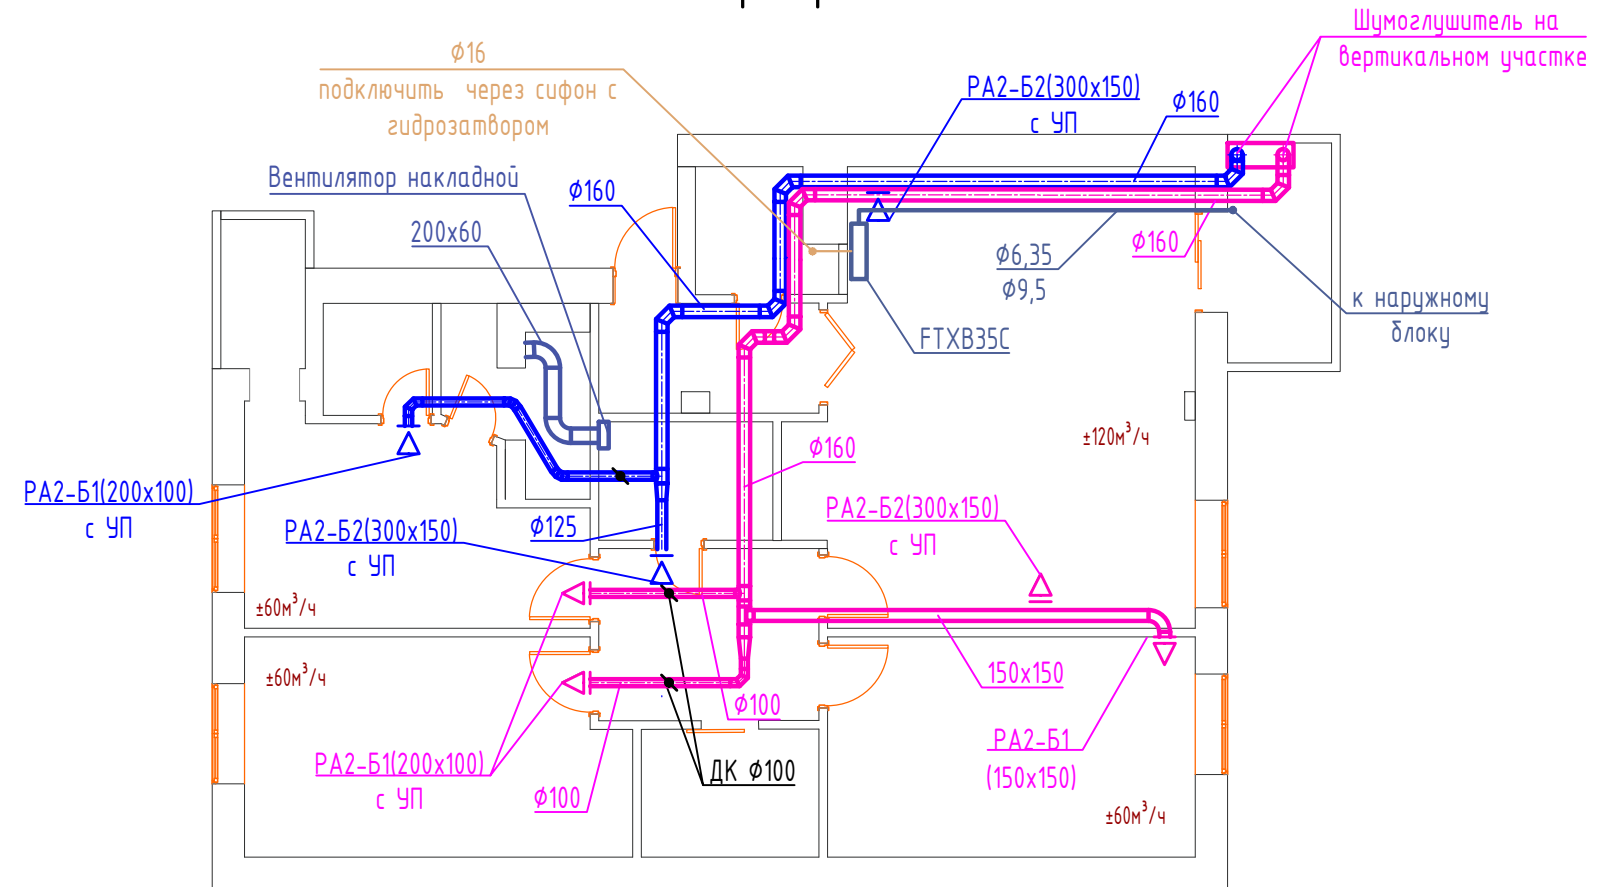 Шумоглушитель на
вертикальном участке
Ø16
подключить через сифон с
гидрозатвором
РА2-Б2(300х150)
с УП
Ø160
Вентилятор накладной
Ø160
200х60
Ø6,35
Ø9,5
Ø160
к наружному
блоку
FTXB35C
±120м³/ч
Ø160
РА2-Б1(200х100)
с УП
РА2-Б2(300х150)
с УП
Ø125
РА2-Б2(300х150)
с УП
±60м³/ч
±60м³/ч
150х150
Ø100
РА2-Б1
(150х150)
РА2-Б1(200х100)
с УП
Ø100
ДК Ø100
±60м³/ч